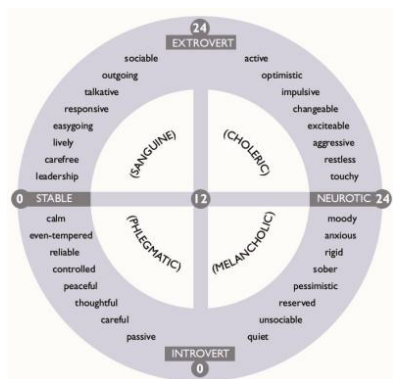 24
EXTROVERT
sociable
outgoing
talkative
responsive
easygoing
lively
carefree
leadership
active
optimistic
impulsive
changeable
exciteable
aggressive
restless
touchy
(SANGUINE)
(CHOLERIC)
0 STABLE
12
NEUROTIC 24
(PHLEGMATIC)
(MELANCHOLIC)
calm
even-tempered
reliable
controlled
peaceful
thoughtful
careful
passive
moody
anxious
rigid
sober
pessimistic
reserved
unsociable
quiet
INTROVERT
0